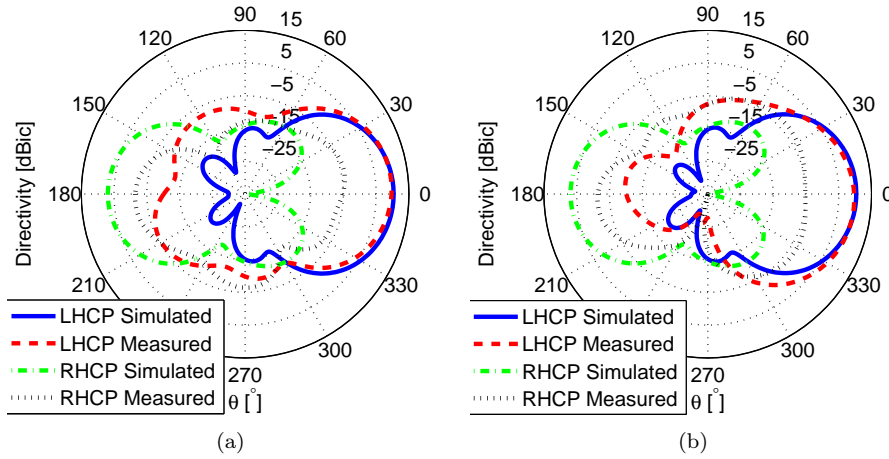 90
15
120
60
5
−5
150
30
−15
−25
Directivity [dBic]
180
0
210
330
300
270
θ [°]
LHCP Simulated
LHCP Measured
RHCP Simulated
RHCP Measured
(a)
90
15
120
60
5
−5
150
30
−15
−25
Directivity [dBic]
180
0
210
330
300
270
θ [°]
LHCP Simulated
LHCP Measured
RHCP Simulated
RHCP Measured
(b)